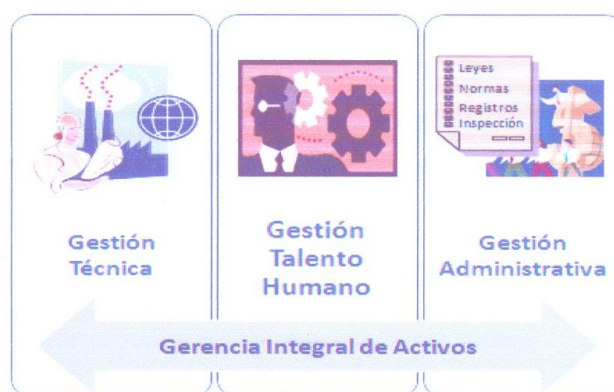 Leyes
Normas
Registros
Inspección
Gestión
Técnica
Gestión
Talento
Humano
Gestión
Administrativa
Gerencia Integral de Activos